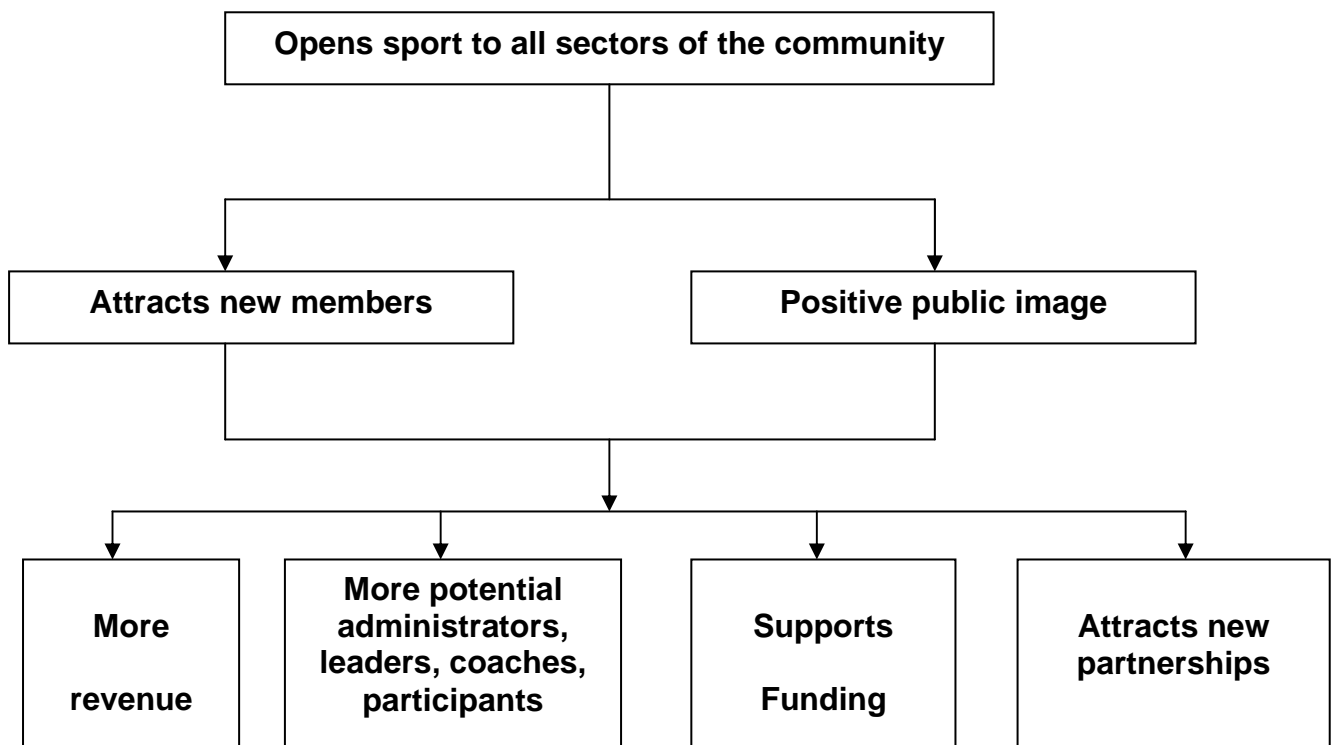 Opens sport to all sectors of the community
Attracts new members
Positive public image
More
revenue
More potential
administrators,
leaders, coaches,
participants
Supports
Funding
Attracts new
partnerships